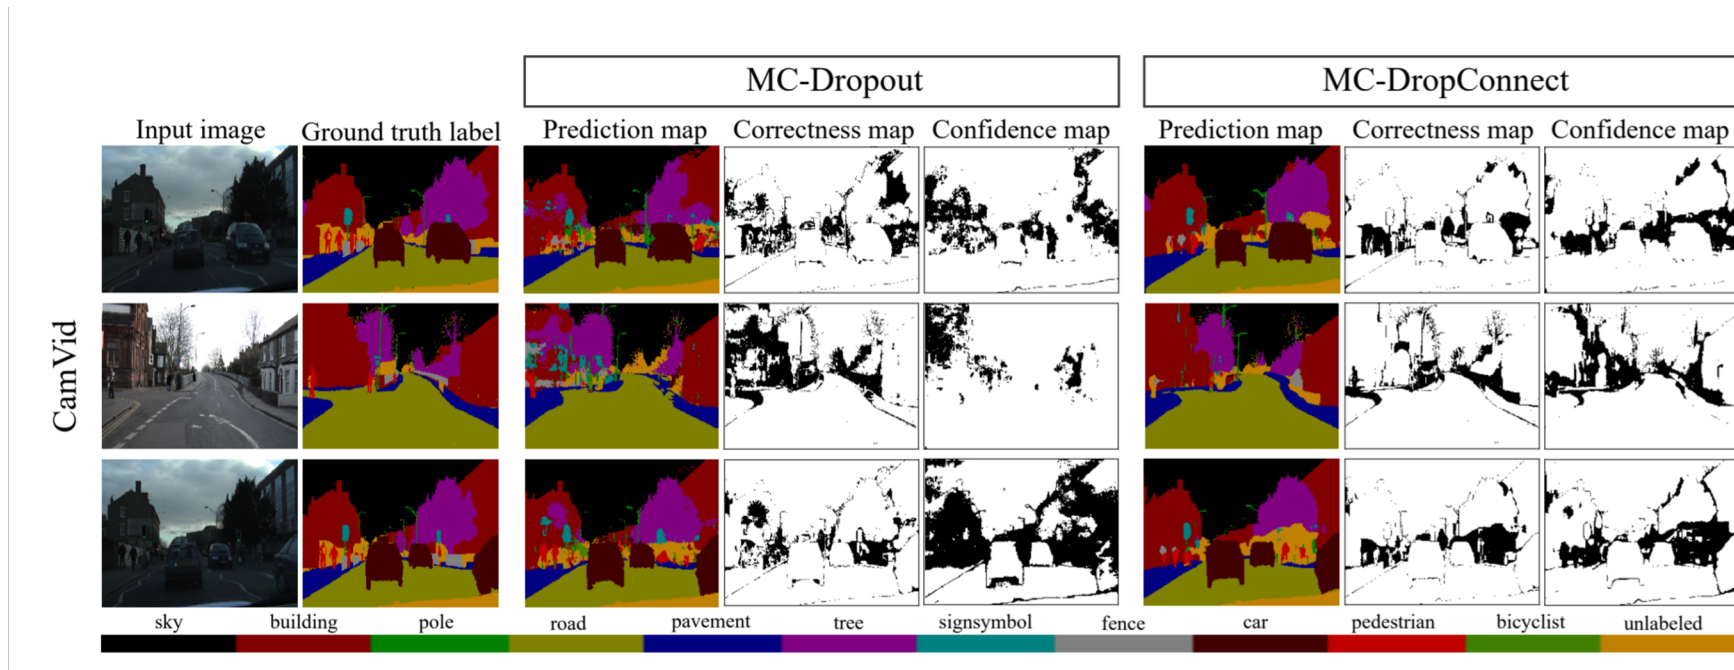 MC-Dropout MC-DropConnect
Input image Ground truth label Prediction map Correctness map Confidence map Prediction map Correctness map Confidence map
CamVid
sky building pole road pavement tree signsymbol fence car pedestrian bicyclist unlabeled